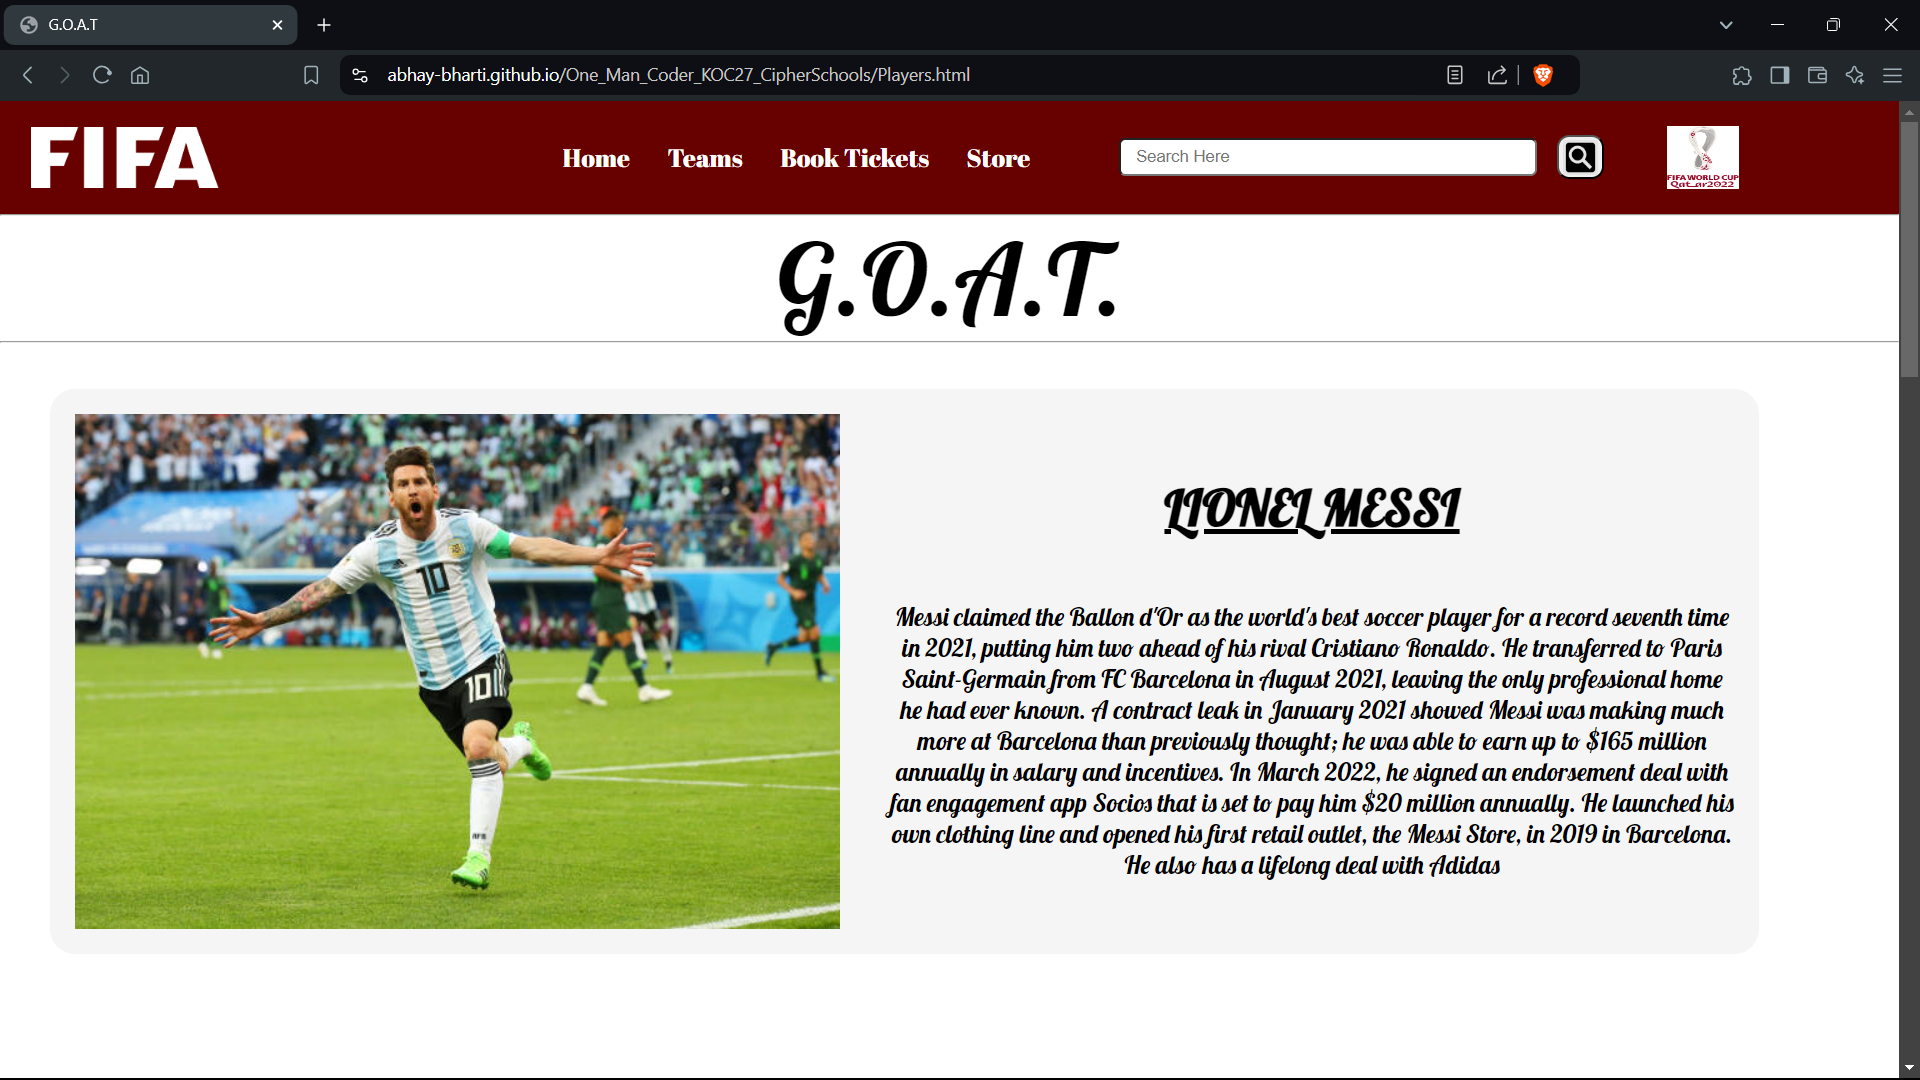 G.O.A.T
abhay-bharti.github.io/One_Man_Coder_KOC27_CipherSchools/Players.html
FIFA
Home
Teams
Book Tickets
Store
Search Here
FIFA WORLD CUP
Qatar2022
G.O.A.T.
LIONEL MESSI
10
10
Messi claimed the Ballon d'Or as the world's best soccer player for a record seventh time
in 2021, putting him two ahead of his rival Cristiano Ronaldo. He transferred to Paris
Saint-Germain from FC Barcelona in August 2021, leaving the only professional home
he had ever known. A contract leak in January 2021 showed Messi was making much
more at Barcelona than previously thought; he was able to earn up to $165 million
annually in salary and incentives. In March 2022, he signed an endorsement deal with
fan engagement app Socios that is set to pay him $20 million annually. He launched his
own clothing line and opened his first retail outlet, the Messi Store, in 2019 in Barcelona.
He also has a lifelong deal with Adidas